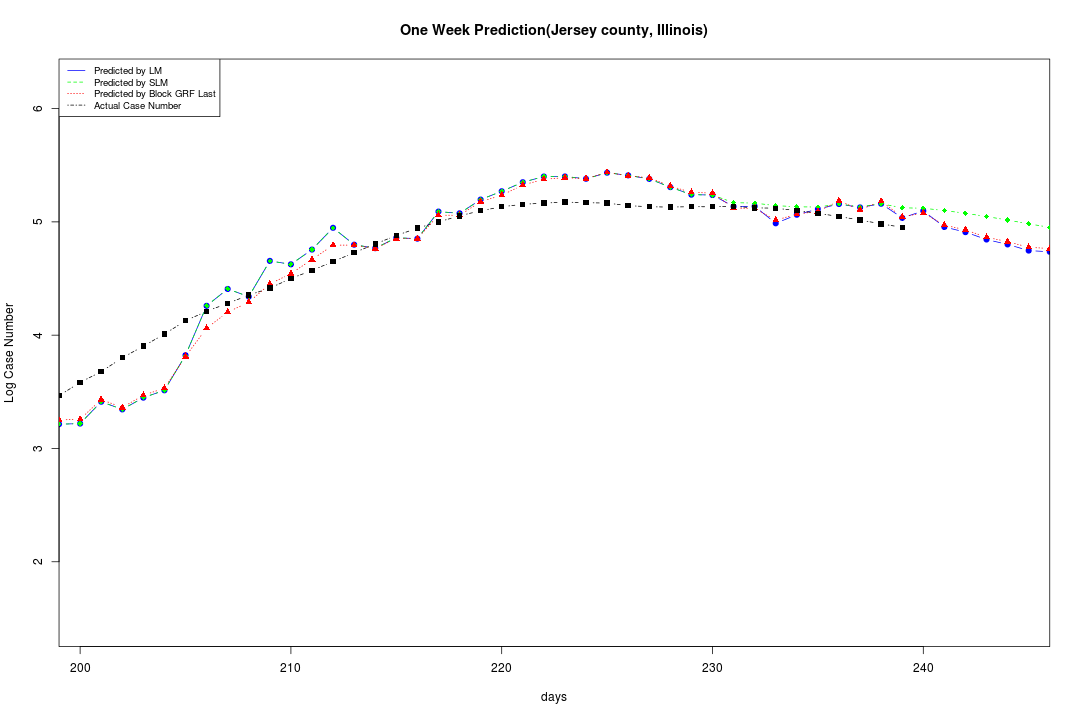 One Week Prediction(Jersey county, Illinois)
Predicted by LM
Predicted by SLM
Predicted by Block GRF Last
Actual Case Number
Log Case Number
6
5
4
3
2
200 210 220 230 240
days